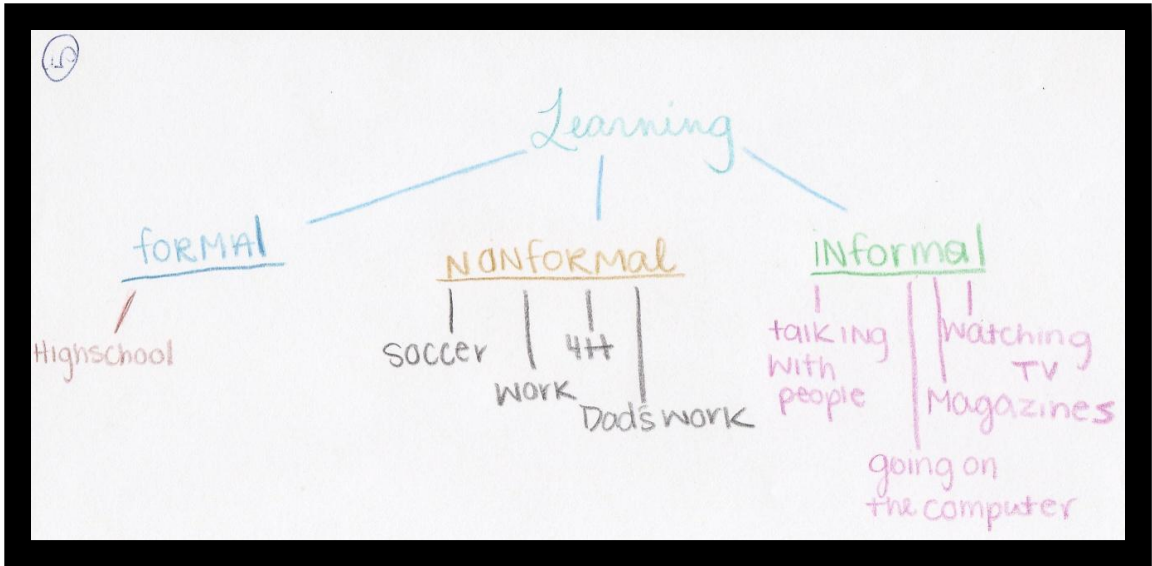 5
Learning
fORMAl
NONfORMal
INformal
Highschool
soccer
work
4H
Dad's work
talking
with
people
going on
the computer
Magazines
Watching
TV